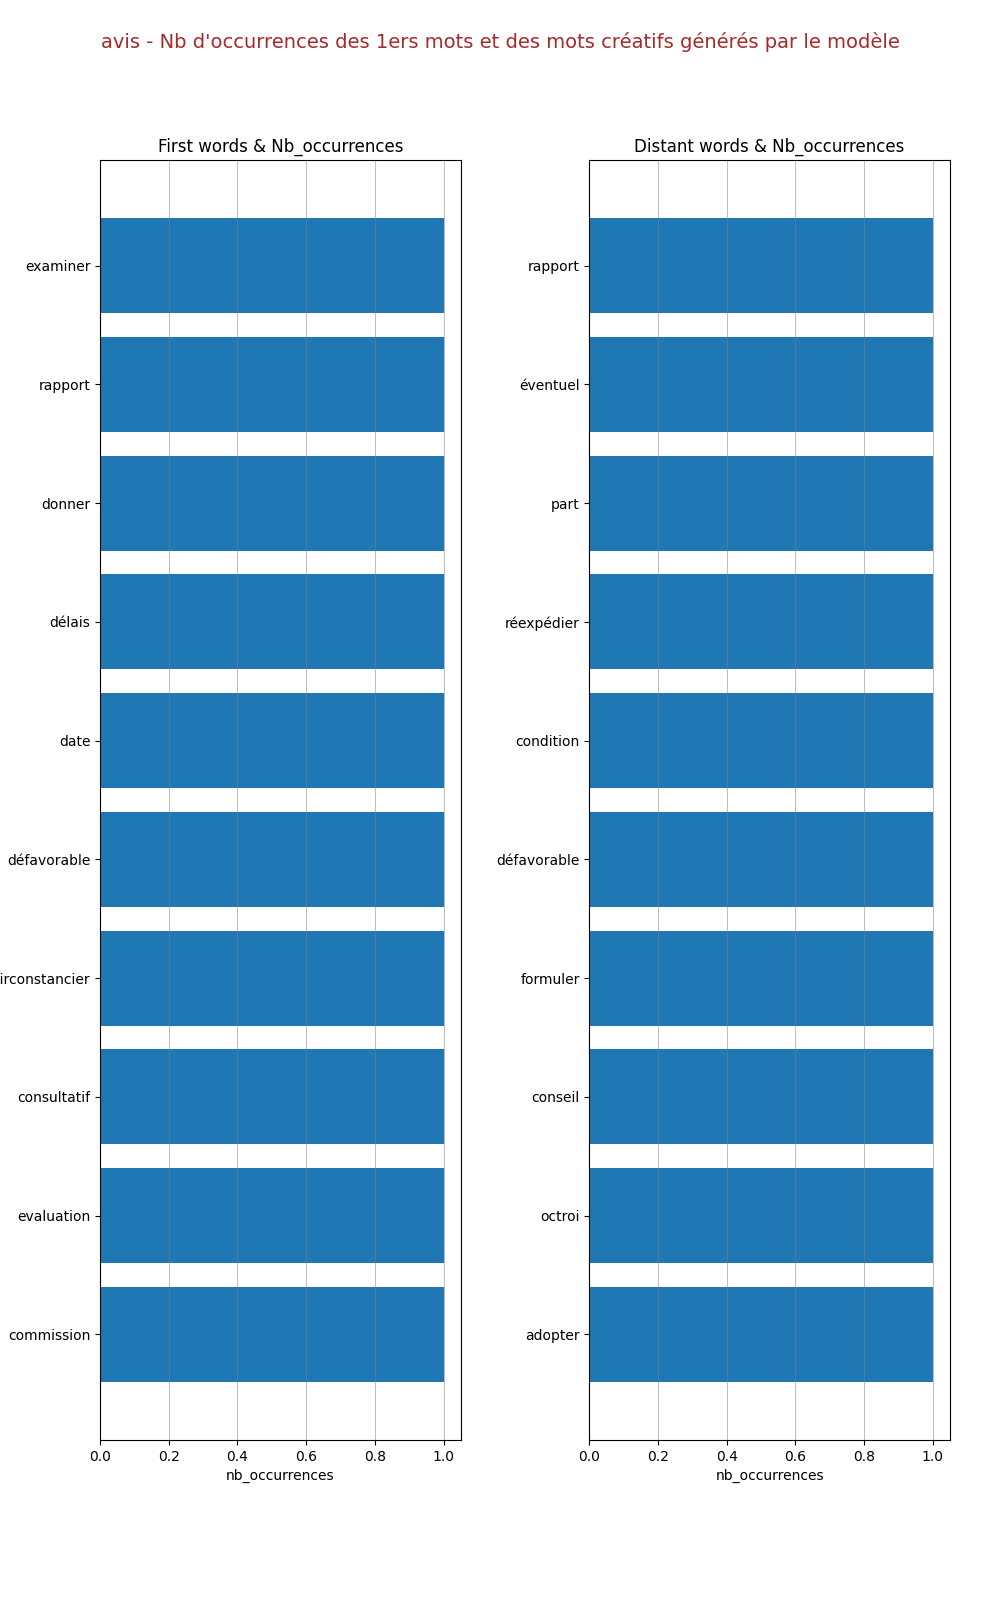 avis - Nb d'occurrences des 1ers mots et des mots créatifs générés par le modèle
First words & Nb_occurrences
examiner
rapport
donner
délais
date
défavorable
irconstancier
consultatif
evaluation
commission
0.0 0.2 0.4 0.6 0.8 1.0
nb_occurrences
Distant words & Nb_occurrences
rapport
éventuel
part
réexpédier
condition
défavorable
formuler
conseil
octroi
adopter
0.0 0.2 0.4 0.6 0.8 1.0
nb_occurrences